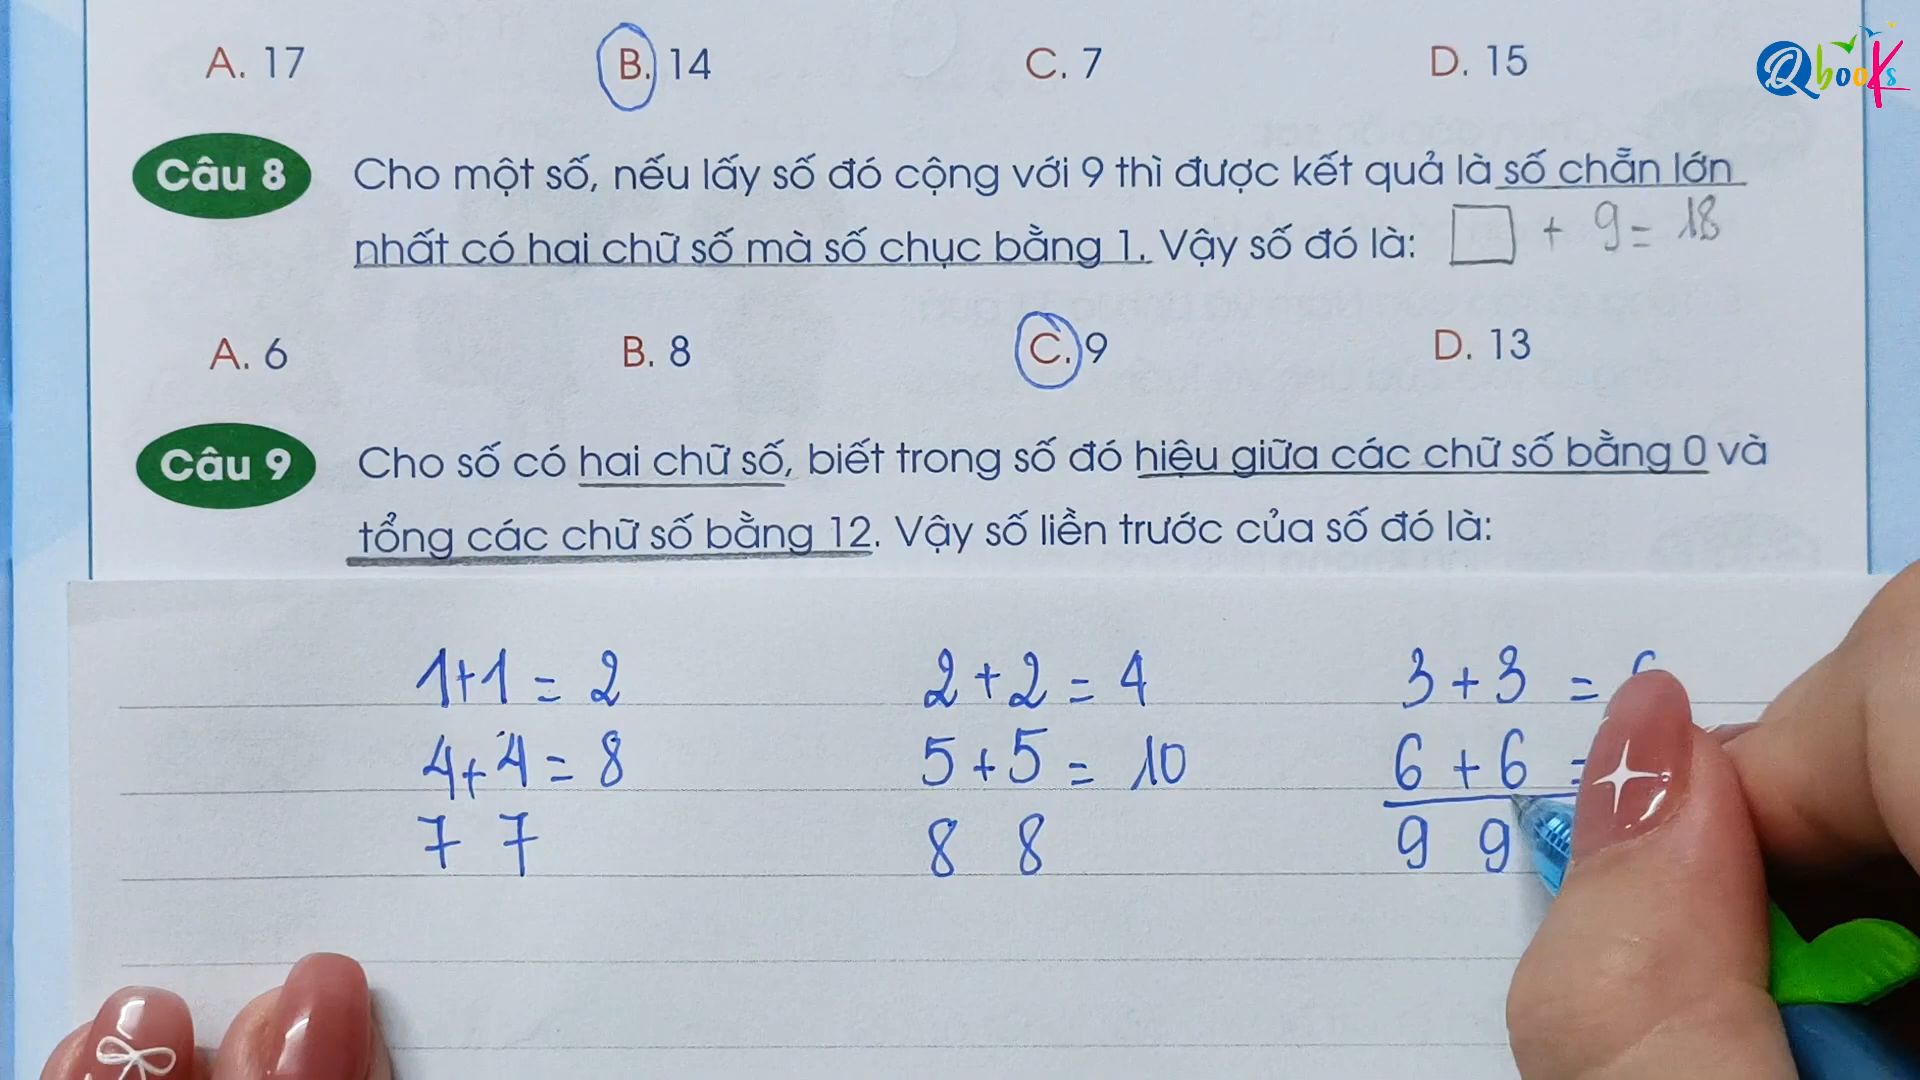 A. 17 B. 14 C. 7 D. 15
Qbooks
Câu 8 Cho một số, nếu lấy số đó cộng với 9 thì được kết quả là số chẵn lớn
nhất có hai chữ số mà số chục bằng 1. Vậy số đó là: □ + 9 = 18
A. 6 B. 8 C. 9 D. 13
Câu 9 Cho số có hai chữ số, biết trong số đó hiệu giữa các chữ số bằng 0 và
tổng các chữ số bằng 12. Vậy số liền trước của số đó là:
1+1 = 2 2+2 = 4 3+3 =
4+4 = 8 5+5 = 10 6+6 =
7 7 8 8 9 9